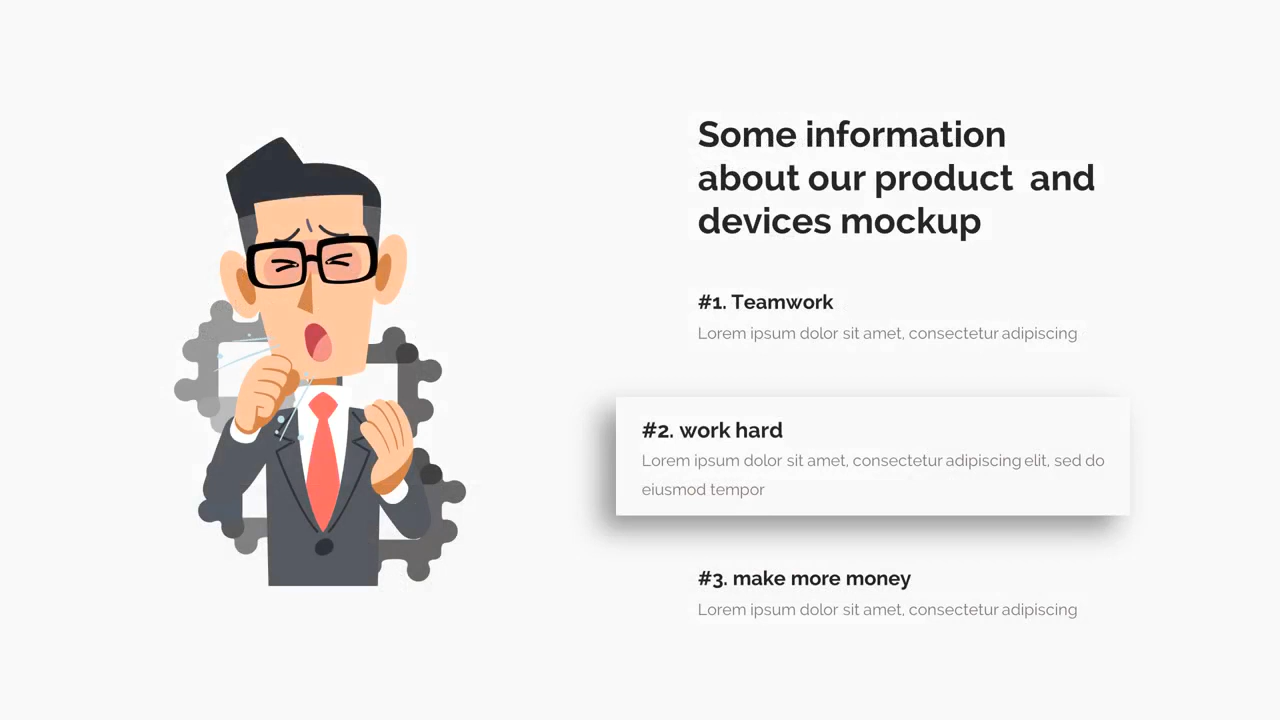 Some information
about our product  and
devices mockup
#1. Teamwork
Lorem ipsum dolor sit amet, consectetur adipiscing
#2. work hard
Lorem ipsum dolor sit amet, consectetur adipiscing elit, sed do
eiusmod tempor
#3. make more money
Lorem ipsum dolor sit amet, consectetur adipiscing